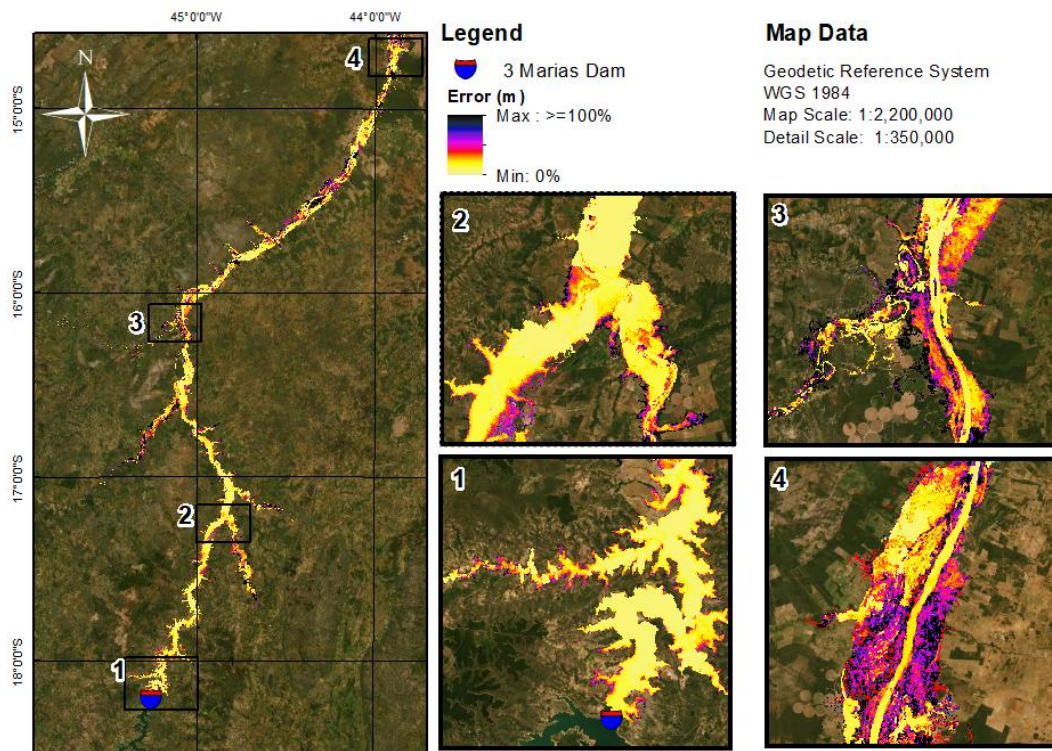 45°0'0"W
44°0'0"W
N
15°0'0"S
16°0'0"S
17°0'0"S
18°0'0"S
4
3
2
1
Legend
3 Marias Dam
Error (m)
Max : >=100%
Min: 0%
Map Data
Geodetic Reference System
WGS 1984
Map Scale: 1:2,200,000
Detail Scale: 1:350,000
2
3
1
4